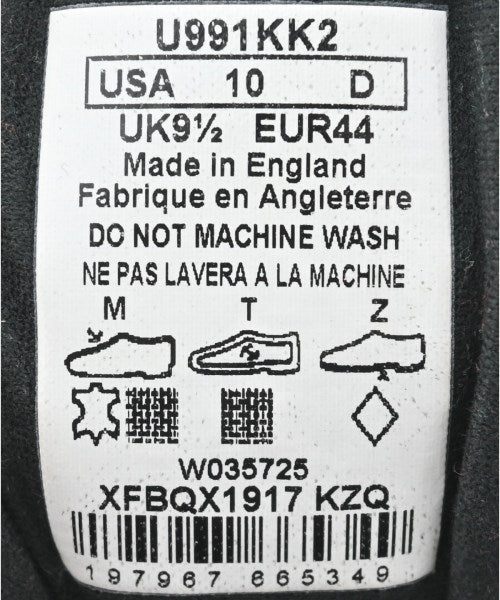 U991KK2
USA 10 D
UK9½ EUR44
Made in England
Fabrique en Angleterre
DO NOT MACHINE WASH
NE PAS LAVERA A LA MACHINE
M T Z
W035725
XFBQX1917 KZQ
197967 665349